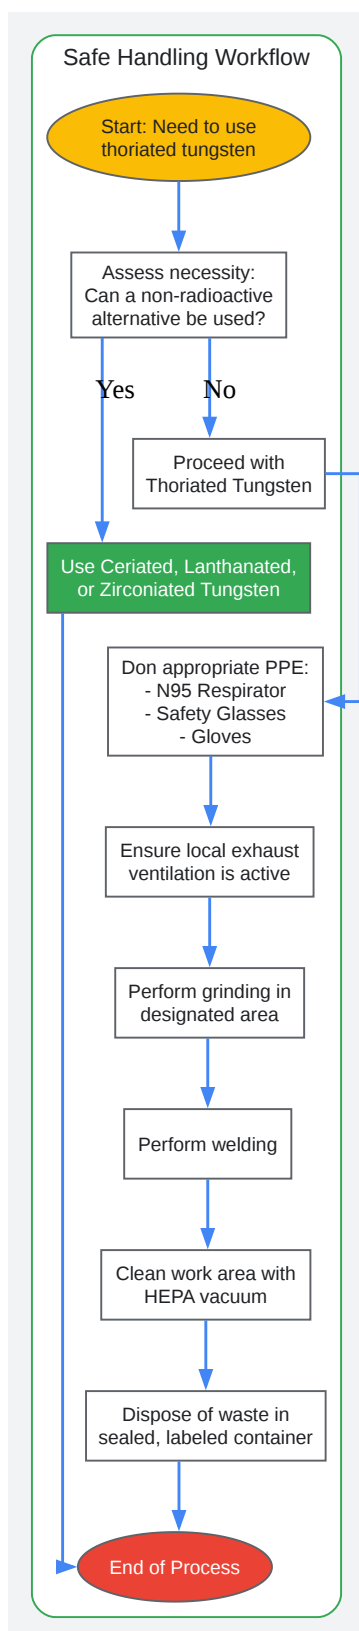 Safe Handling Workflow
Start: Need to use
thoriated tungsten
Assess necessity:
Can a non-radioactive
alternative be used?
Yes
No
Proceed with
Thoriated Tungsten
Use Ceriated, Lanthanated,
or Zirconiated Tungsten
Don appropriate PPE:
- N95 Respirator
- Safety Glasses
- Gloves
Ensure local exhaust
ventilation is active
Perform grinding in
designated area
Perform welding
Clean work area with
HEPA vacuum
Dispose of waste in
sealed, labeled container
End of Process